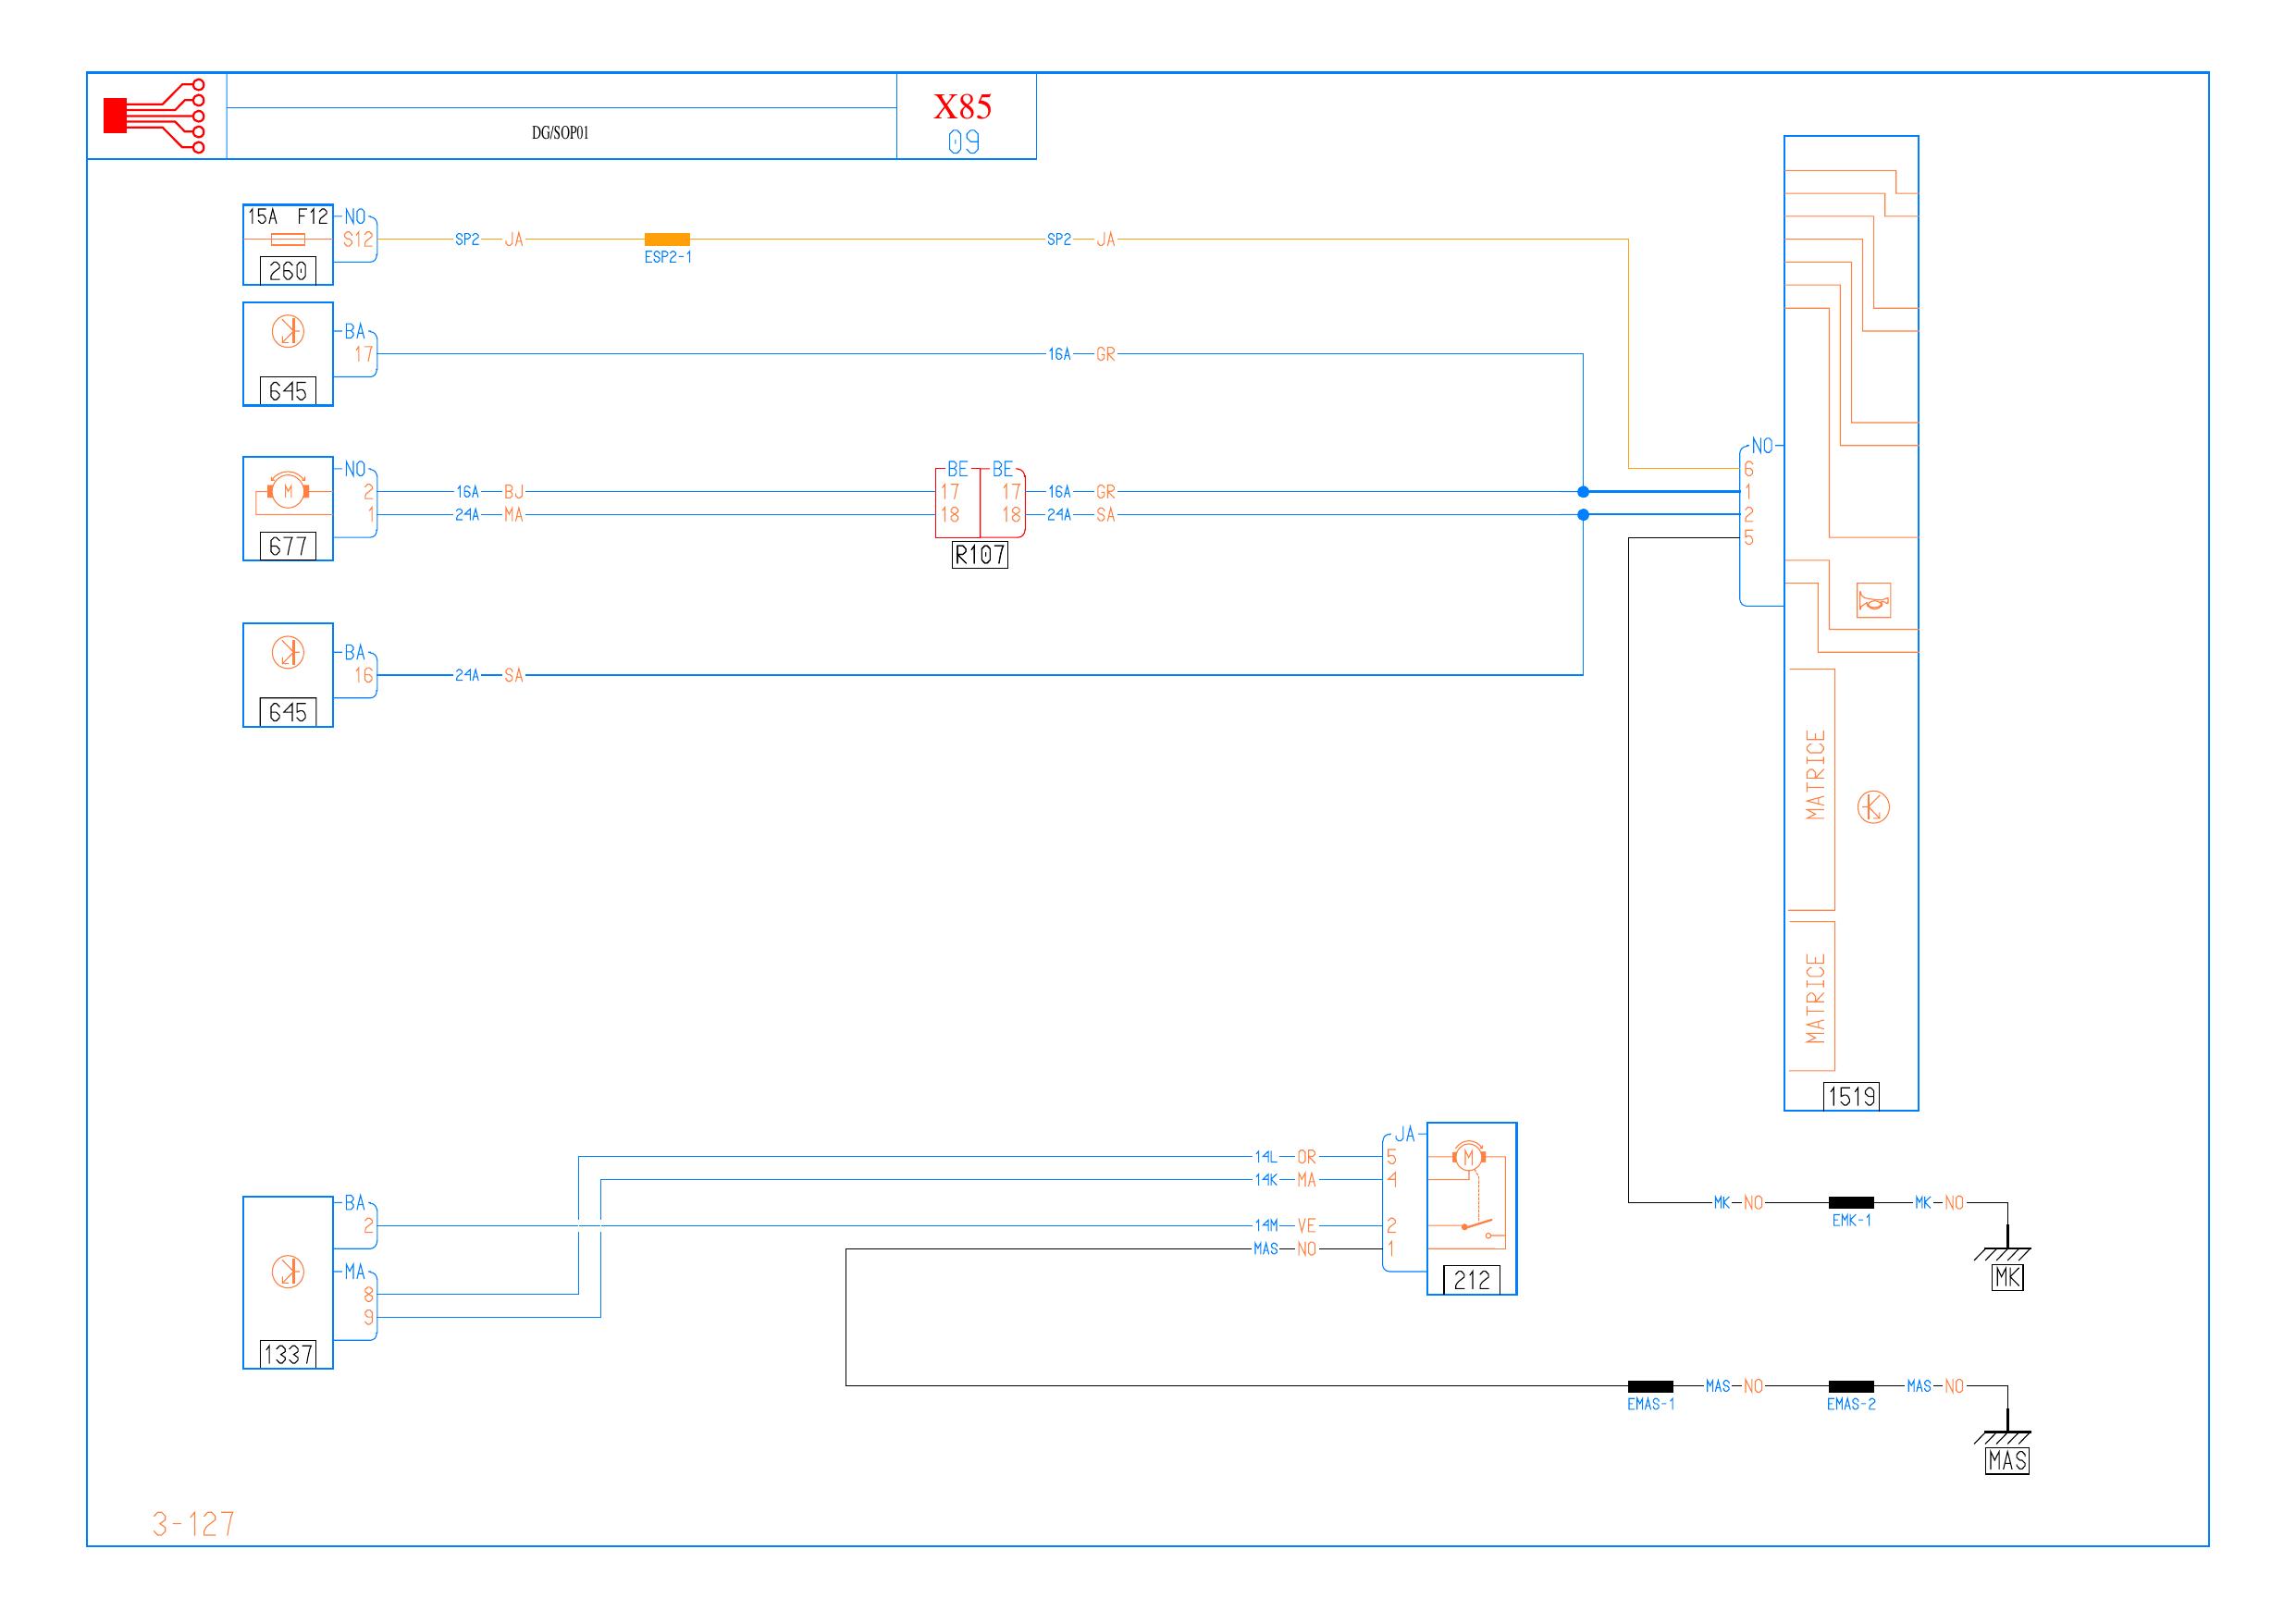 DG/SOP01
X85
09
15A F12
NO
S12
260
SP2 JA
ESP2-1
SP2 JA
BA
17
645
16A GR
NO
2
1
677
16A BJ
24A MA
BE BE
17 17
18 18
R107
16A GR
24A SA
NO
6
1
2
5
BA
16
645
24A SA
MATRICE
MATRICE
1519
14L OR
14K MA
14M VE
MAS NO
JA
5
4
2
1
212
BA
2
MA
8
9
1337
MK NO
EMK-1
MK NO
MK
EMAS-1
MAS NO
EMAS-2
MAS NO
MAS
3-127